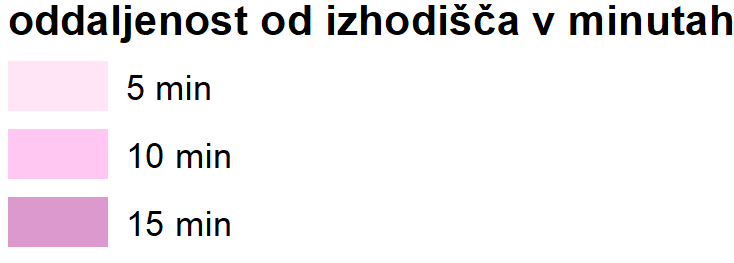 oddaljenost od izhodišča v minutah
5 min
10 min
15 min